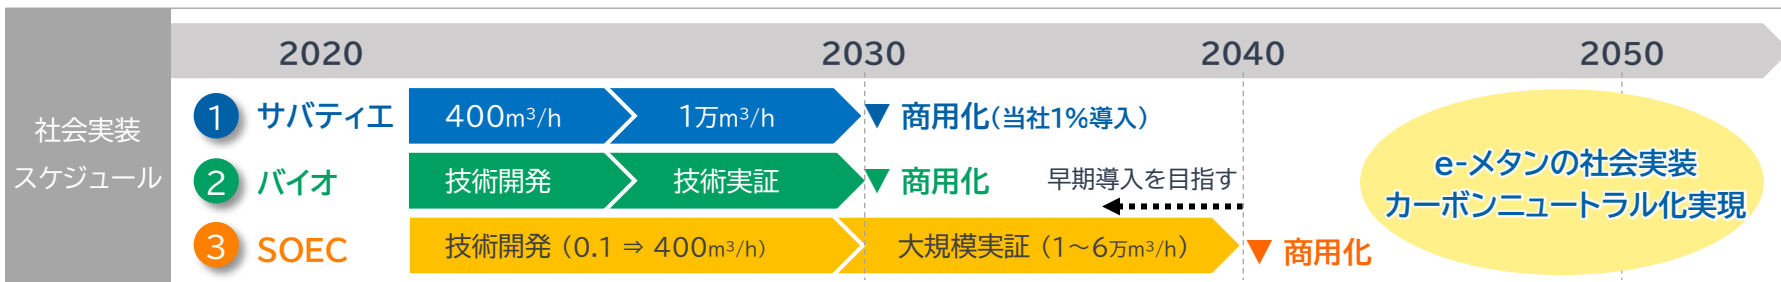 社会実装
スケジュール
2020 2030 2040 2050
1 サバティエ 400m³/h 1万m³/h ▼ 商用化(当社1%導入)
2 バイオ 技術開発 技術実証 ▼ 商用化 早期導入を目指す
3 SOEC 技術開発 (0.1 ⇒ 400m³/h) 大規模実証 (1～6万m³/h) ▼ 商用化
e-メタンの社会実装
カーボンニュートラル化実現